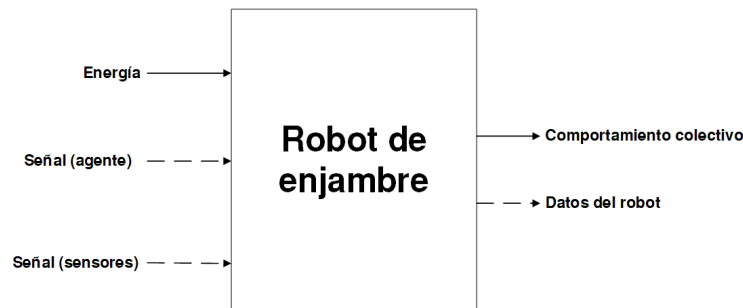 Energía
Señal (agente)
Señal (sensores)
Robot de
enjambre
Comportamiento colectivo
Datos del robot